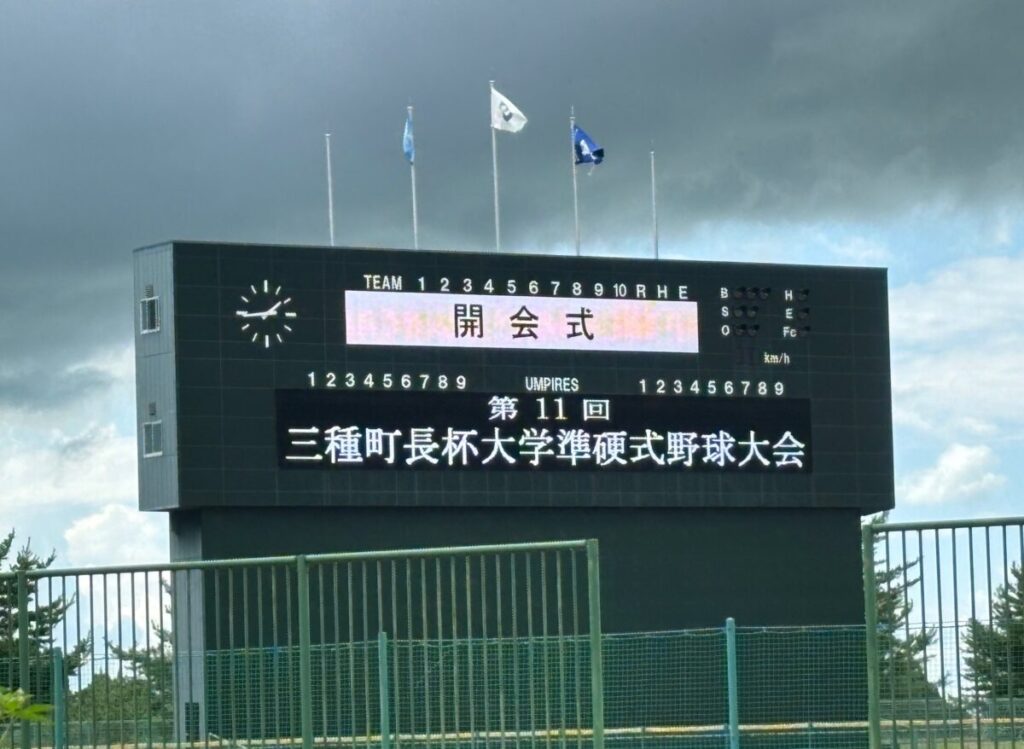 TEAM 1 2 3 4 5 6 7 8 9 10 R H E
開会式
B H
S E
O Fc
km/h
1 2 3 4 5 6 7 8 9 UMPIRES 1 2 3 4 5 6 7 8 9
第11回
三種町長杯大学準硬式野球大会